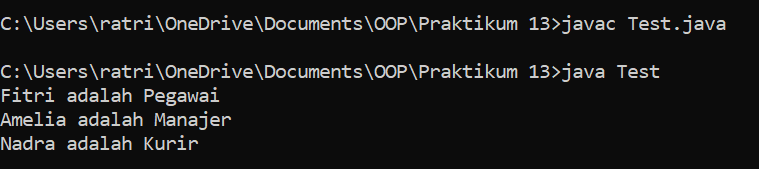 C:\Users\ratri\OneDrive\Documents\OOP\Praktikum 13>javac Test.java
C:\Users\ratri\OneDrive\Documents\OOP\Praktikum 13>java Test
Fitri adalah Pegawai
Amelia adalah Manajer
Nadra adalah Kurir